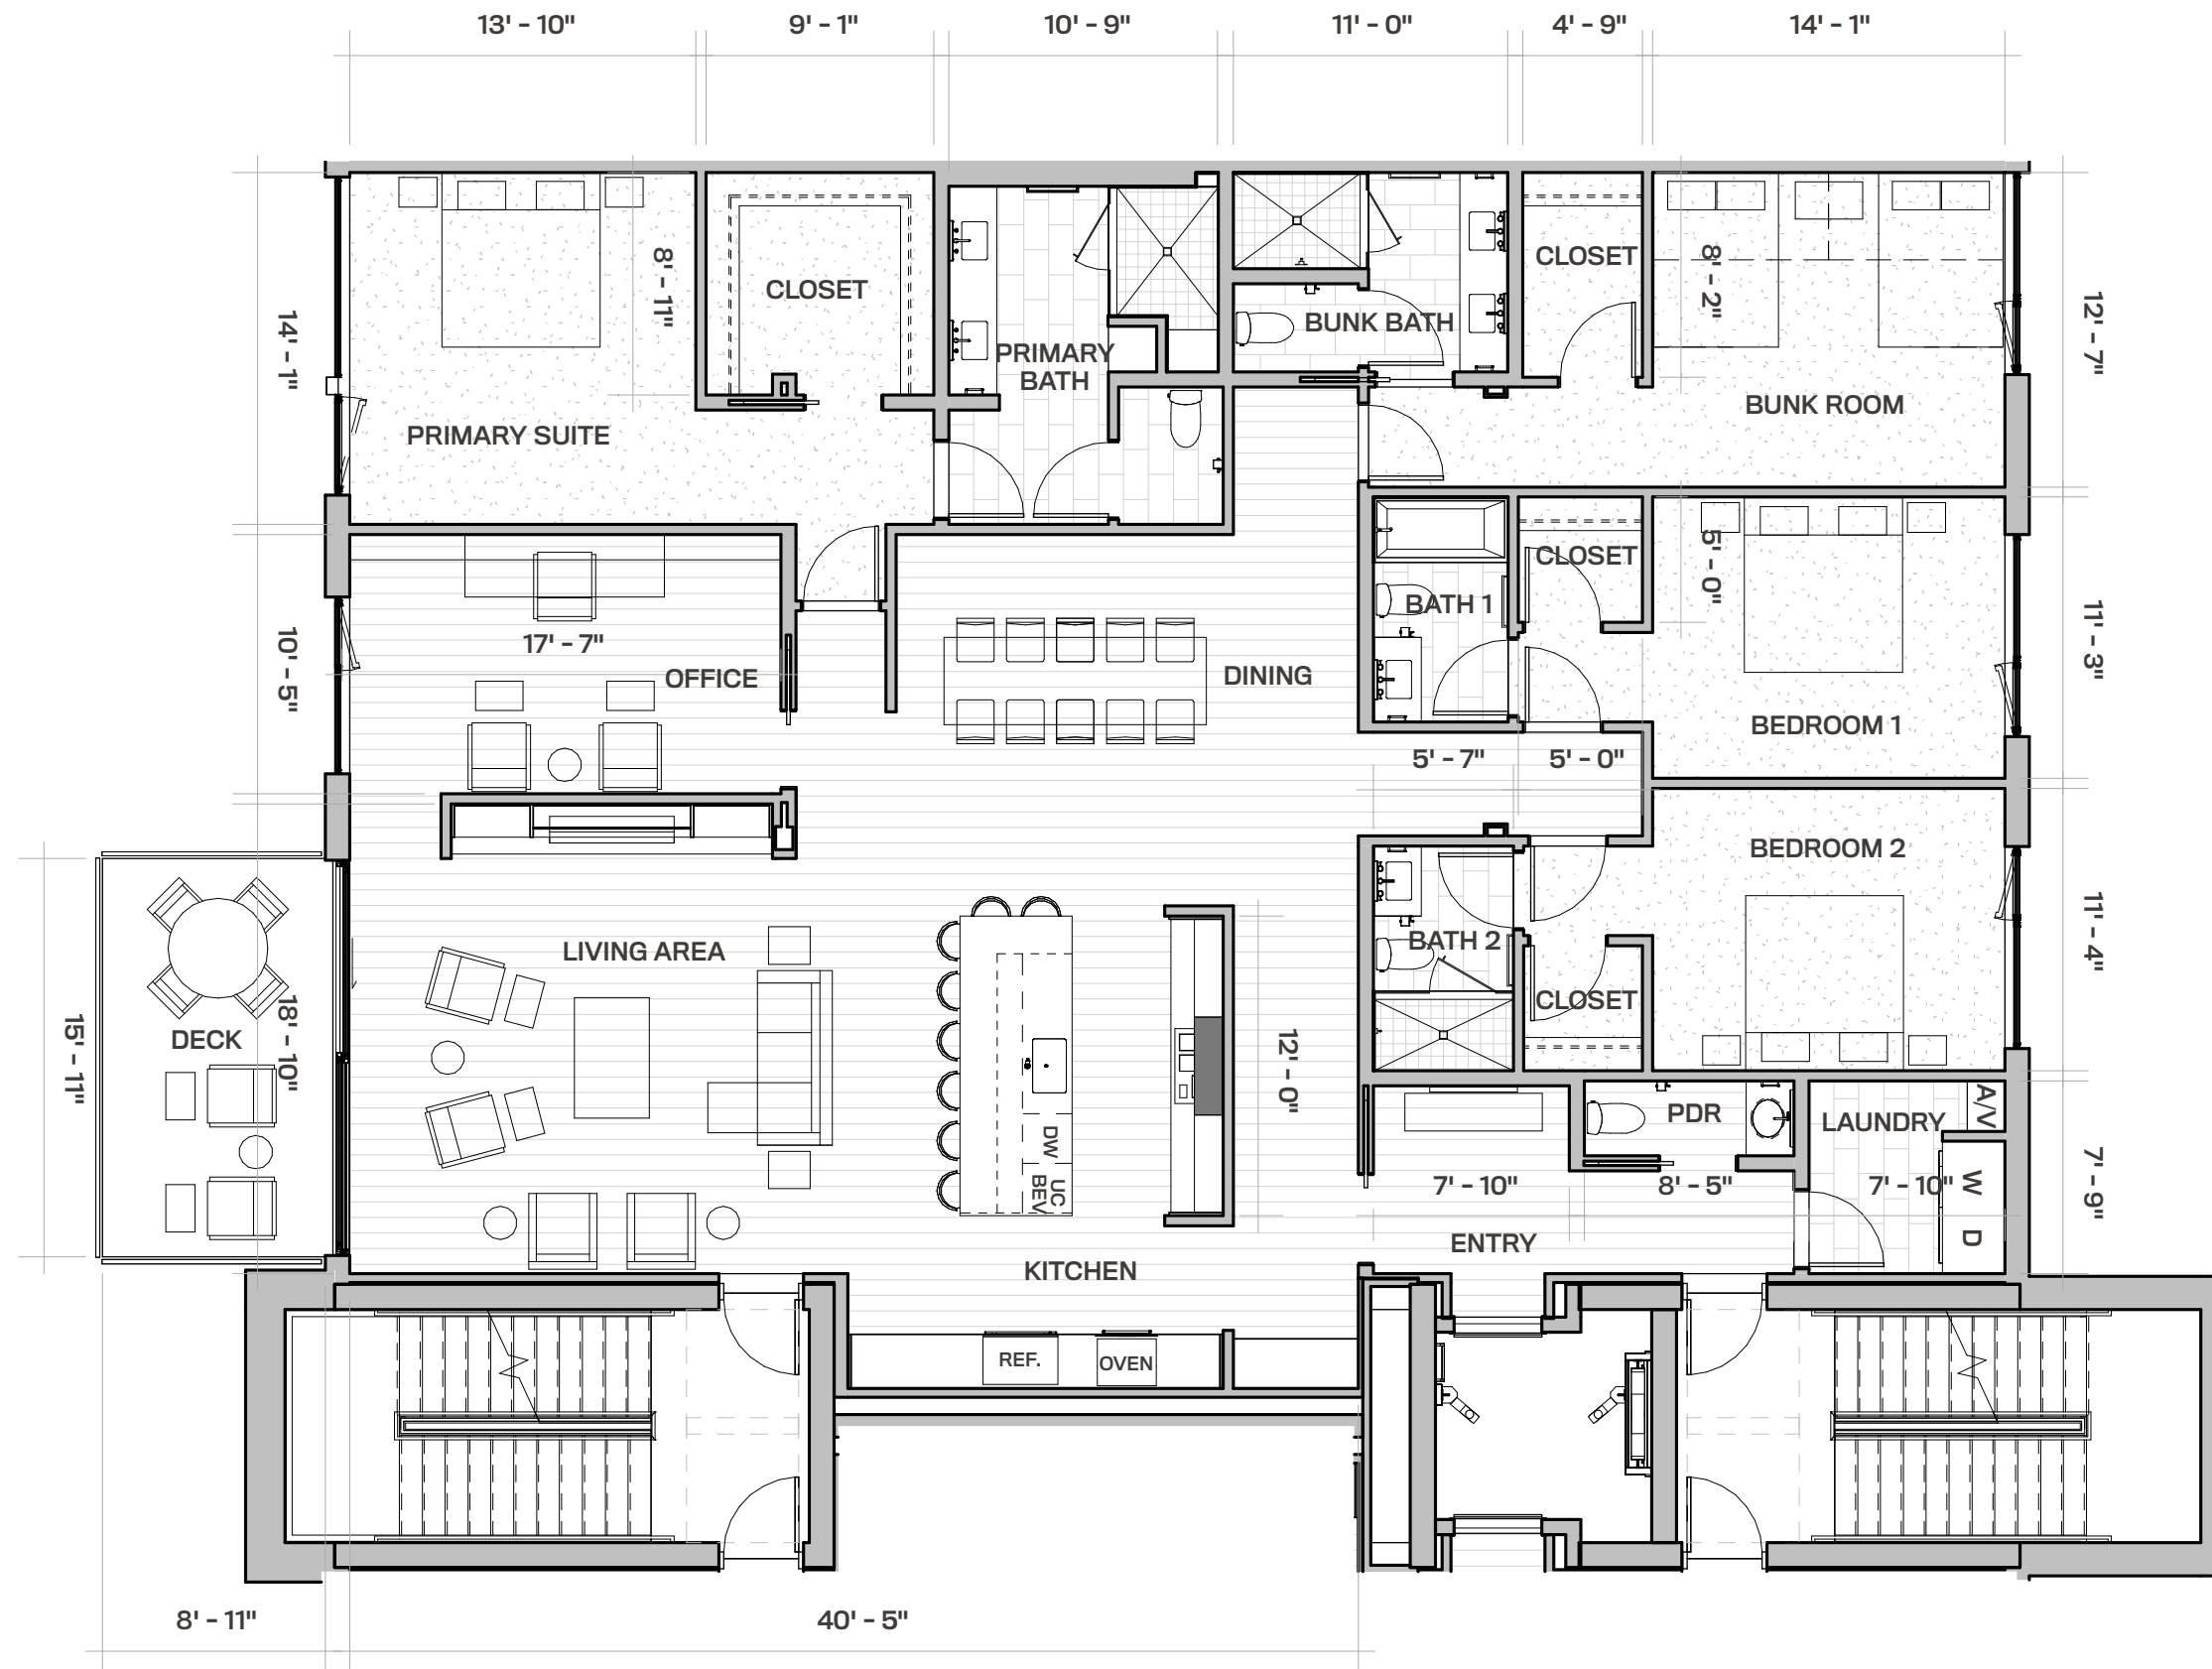 13' - 10"
9' - 1"
10' - 9"
11' - 0"
4' - 9"
14' - 1"
CLOSET
8' - 11"
CLOSET
8' - 2"
14' - 1"
BUNK BATH
12' - 7"
PRIMARY
BATH
PRIMARY SUITE
BUNK ROOM
CLOSET
5' - 0"
BATH 1
17' - 7"
OFFICE
DINING
10' - 5"
11' - 3"
BEDROOM 1
5' - 7"
5' - 0"
BEDROOM 2
LIVING AREA
BATH 2
11' - 4"
CLOSET
DECK
18' - 10"
15' - 11"
12' - 0"
DW
UC
BEV
PDR
LAUNDRY
A/V
7' - 10"
8' - 5"
7' - 10"
W
D
7' - 9"
ENTRY
KITCHEN
REF.
OVEN
8' - 11"
40' - 5"